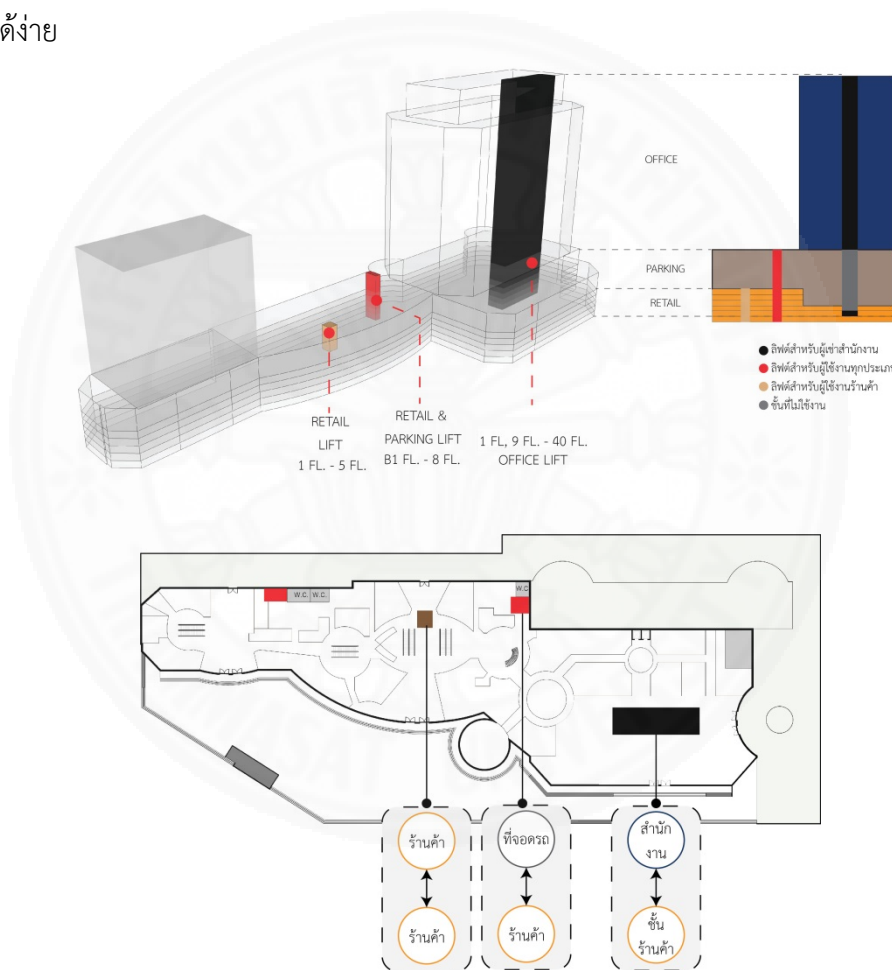 ด้ง่าย
OFFICE
PARKING
RETAIL
ลิฟต์สำหรับผู้เช่าสำนักงาน
ลิฟต์สำหรับผู้ใช้งานทุกประเภท
ลิฟต์สำหรับผู้ใช้งานร้านค้า
ชั้นที่ไม่ใช้งาน
RETAIL
LIFT
1 FL. - 5 FL.
RETAIL &
PARKING LIFT
B1 FL. - 8 FL.
1 FL, 9 FL. - 40 FL.
OFFICE LIFT
W.C. W.C.
W.C.
ร้านค้า
ร้านค้า
ที่จอดรถ
ร้านค้า
สำนัก
งาน
ชั้น
ร้านค้า